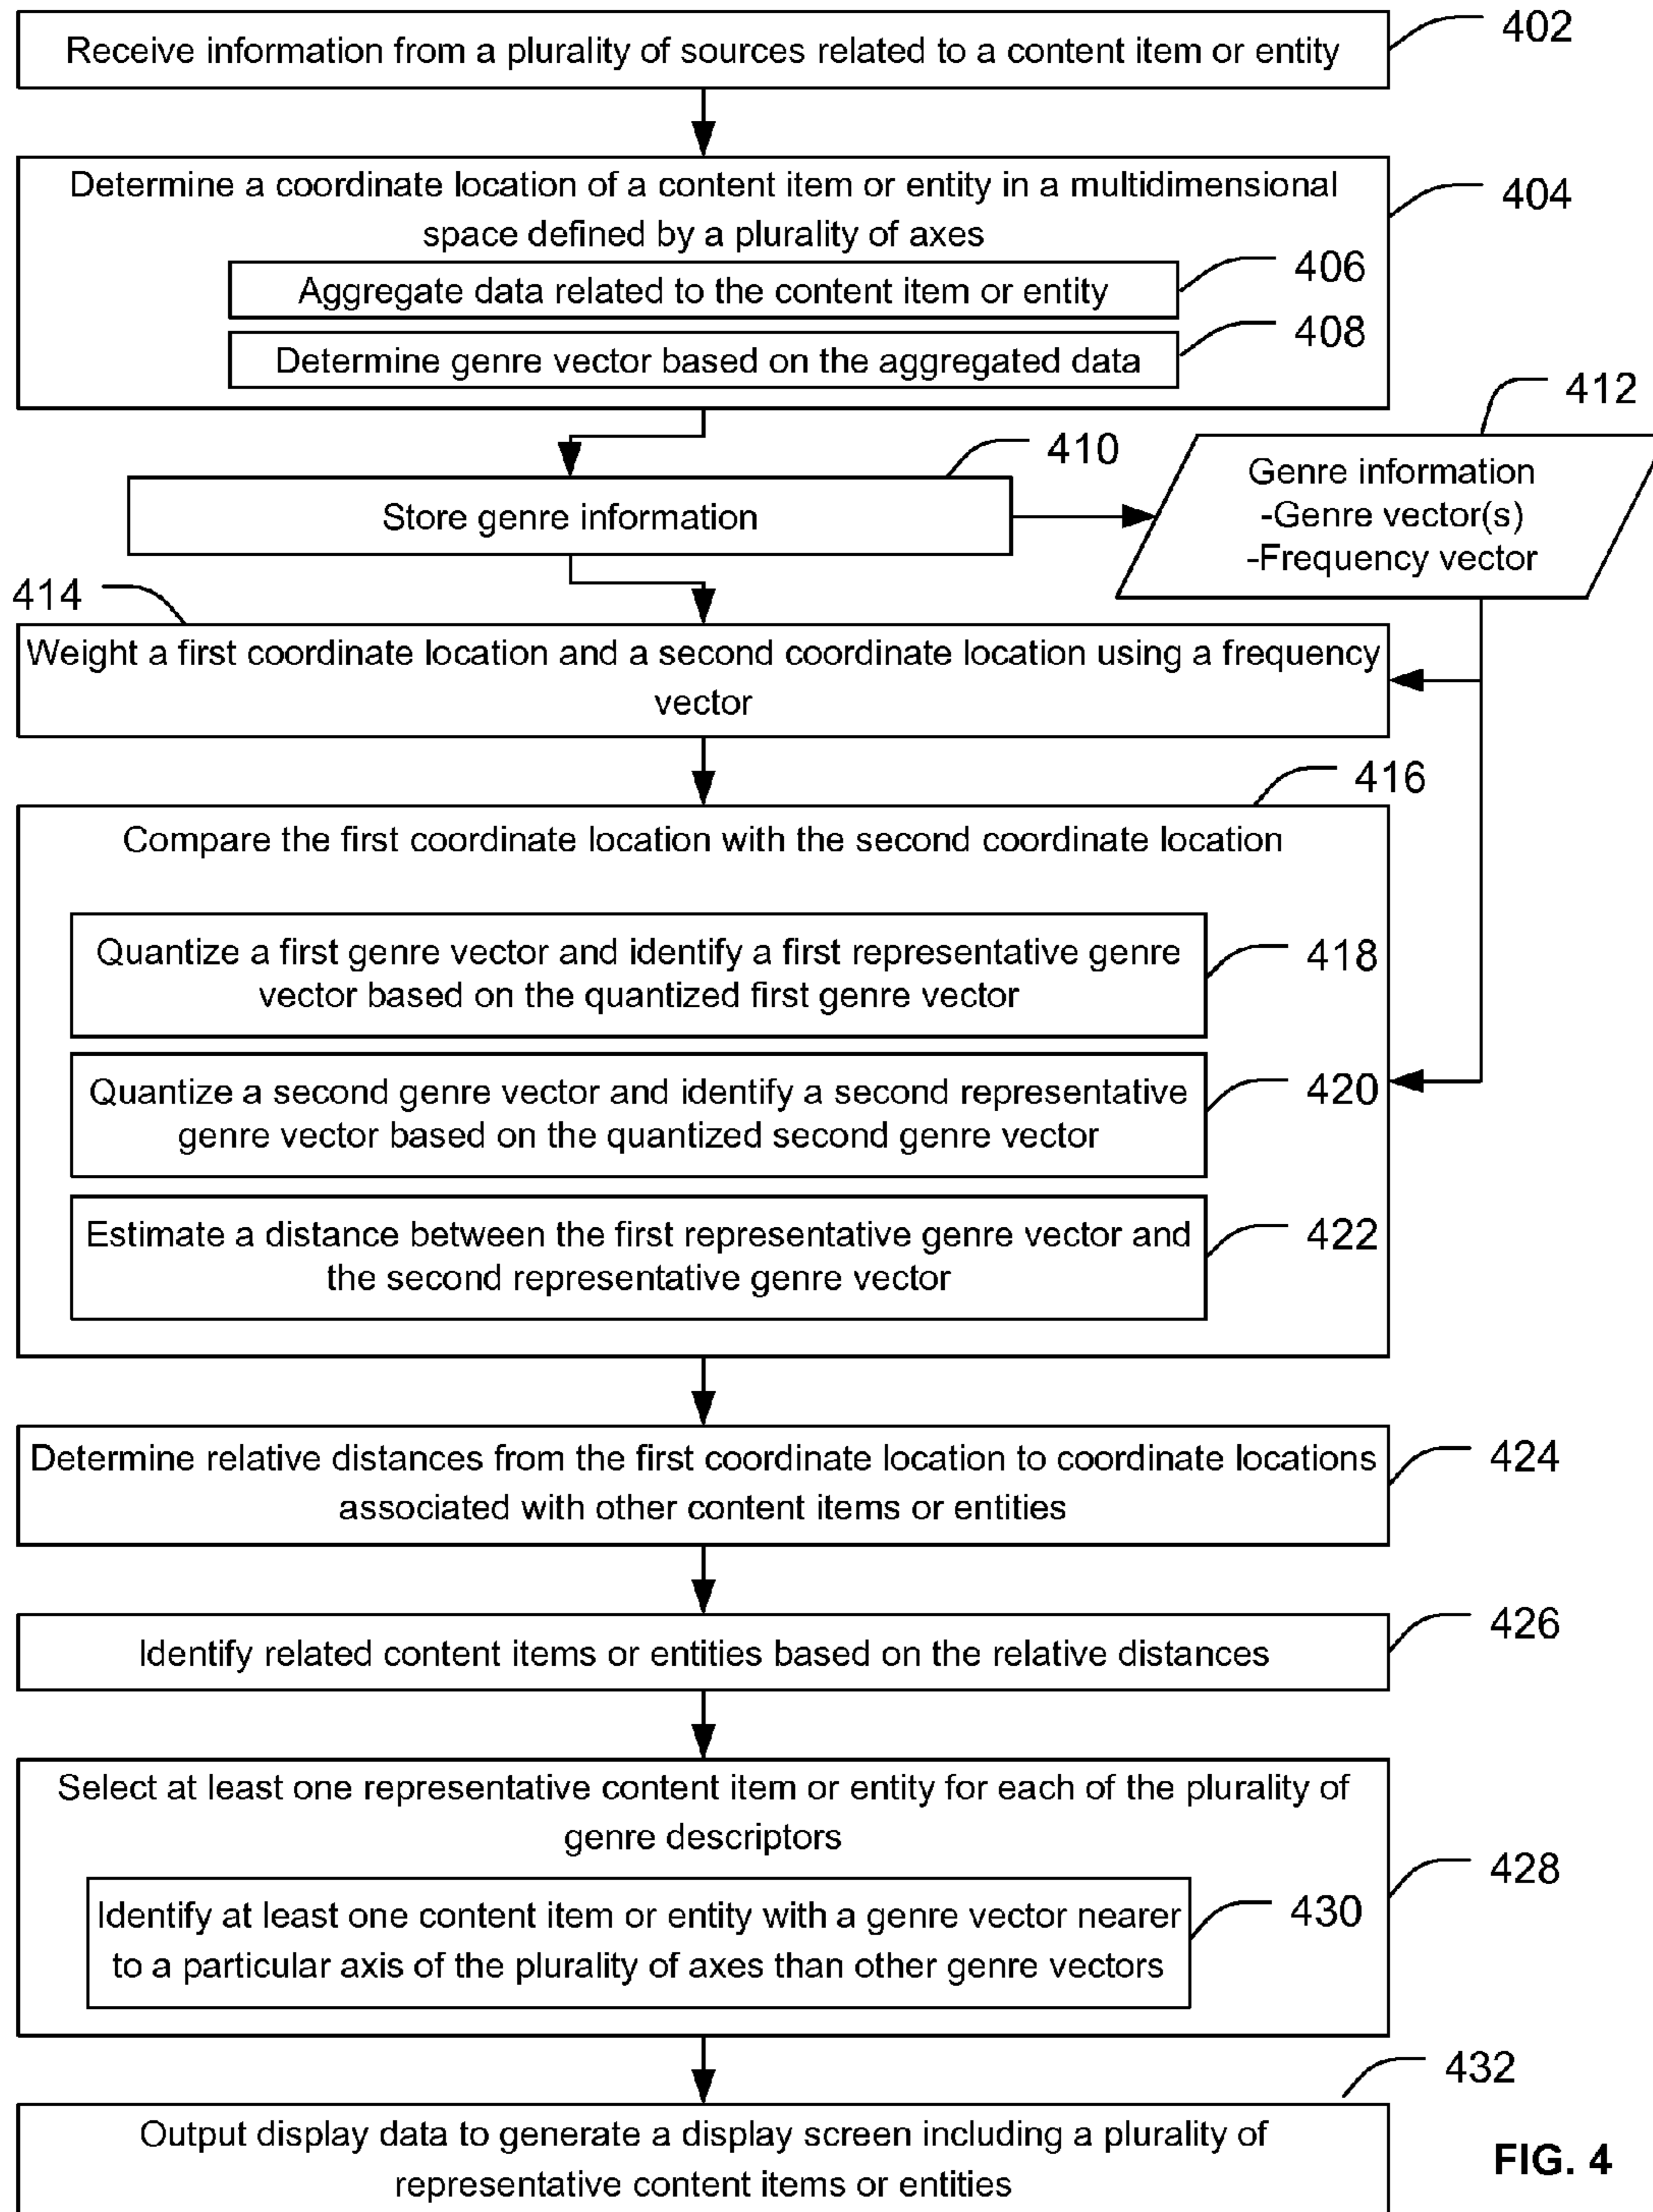 Receive information from a plurality of sources related to a content item or entity
402
Determine a coordinate location of a content item or entity in a multidimensional
space defined by a plurality of axes
404
Aggregate data related to the content item or entity
406
Determine genre vector based on the aggregated data
408
Store genre information
410
412
Genre information
-Genre vector(s)
-Frequency vector
414
Weight a first coordinate location and a second coordinate location using a frequency
vector
416
Compare the first coordinate location with the second coordinate location
Quantize a first genre vector and identify a first representative genre
vector based on the quantized first genre vector
418
Quantize a second genre vector and identify a second representative
genre vector based on the quantized second genre vector
420
Estimate a distance between the first representative genre vector and
the second representative genre vector
422
Determine relative distances from the first coordinate location to coordinate locations
associated with other content items or entities
424
Identify related content items or entities based on the relative distances
426
Select at least one representative content item or entity for each of the plurality of
genre descriptors
428
Identify at least one content item or entity with a genre vector nearer
to a particular axis of the plurality of axes than other genre vectors
430
432
Output display data to generate a display screen including a plurality of
representative content items or entities
FIG. 4